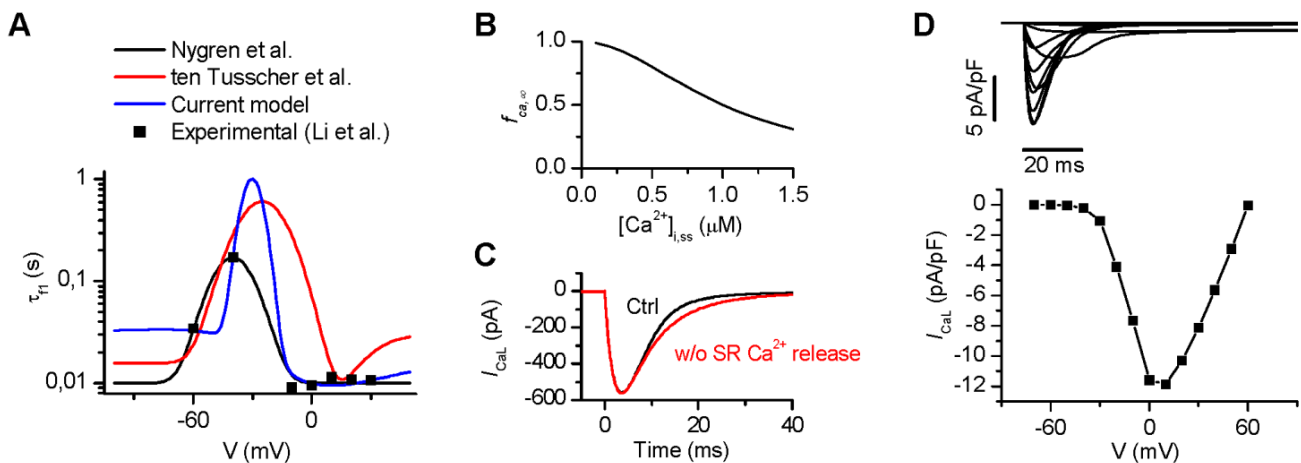 A
Nygren et al.
ten Tusscher et al.
Current model
Experimental (Li et al.)
1
0,1
0,01
τf1 (s)
-60
0
V (mV)
B
1.0
0.5
0.0
fca,∞
0.0
0.5
1.0
1.5
[Ca2+]i,ss (μM)
C
0
-200
-400
-600
ICaL (pA)
Ctrl
w/o SR Ca2+ release
0
20
40
Time (ms)
D
5 pA/pF
20 ms
0
-2
-4
-6
-8
-10
-12
ICaL (pA/pF)
-60
0
60
V (mV)